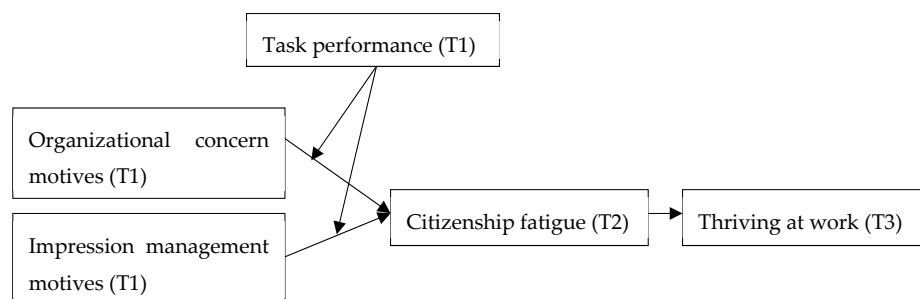 Task performance (T1)
Organizational concern
motives (T1)
Citizenship fatigue (T2)
Thriving at work (T3)
Impression management
motives (T1)